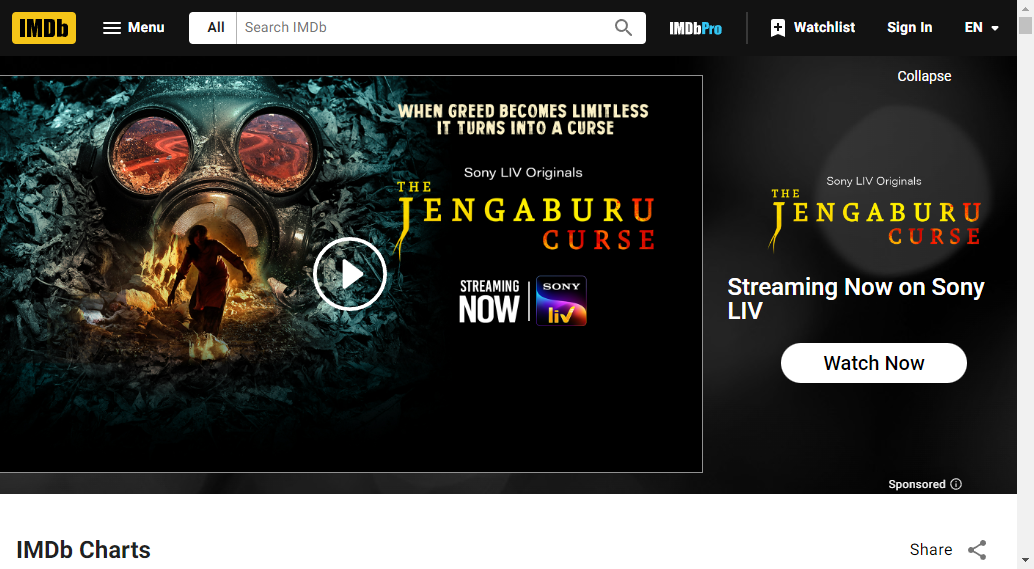 IMDb
Menu
All
Search IMDb
IMDbPro
Watchlist
Sign In
EN
Collapse
WHEN GREED BECOMES LIMITLESS
IT TURNS INTO A CURSE
Sony LIV Originals
THE
JENGABURU
CURSE
STREAMING
NOW
SONY
liv
Sony LIV Originals
THE
JENGABURU
CURSE
Streaming Now on Sony
LIV
Watch Now
Sponsored
IMDb Charts
Share